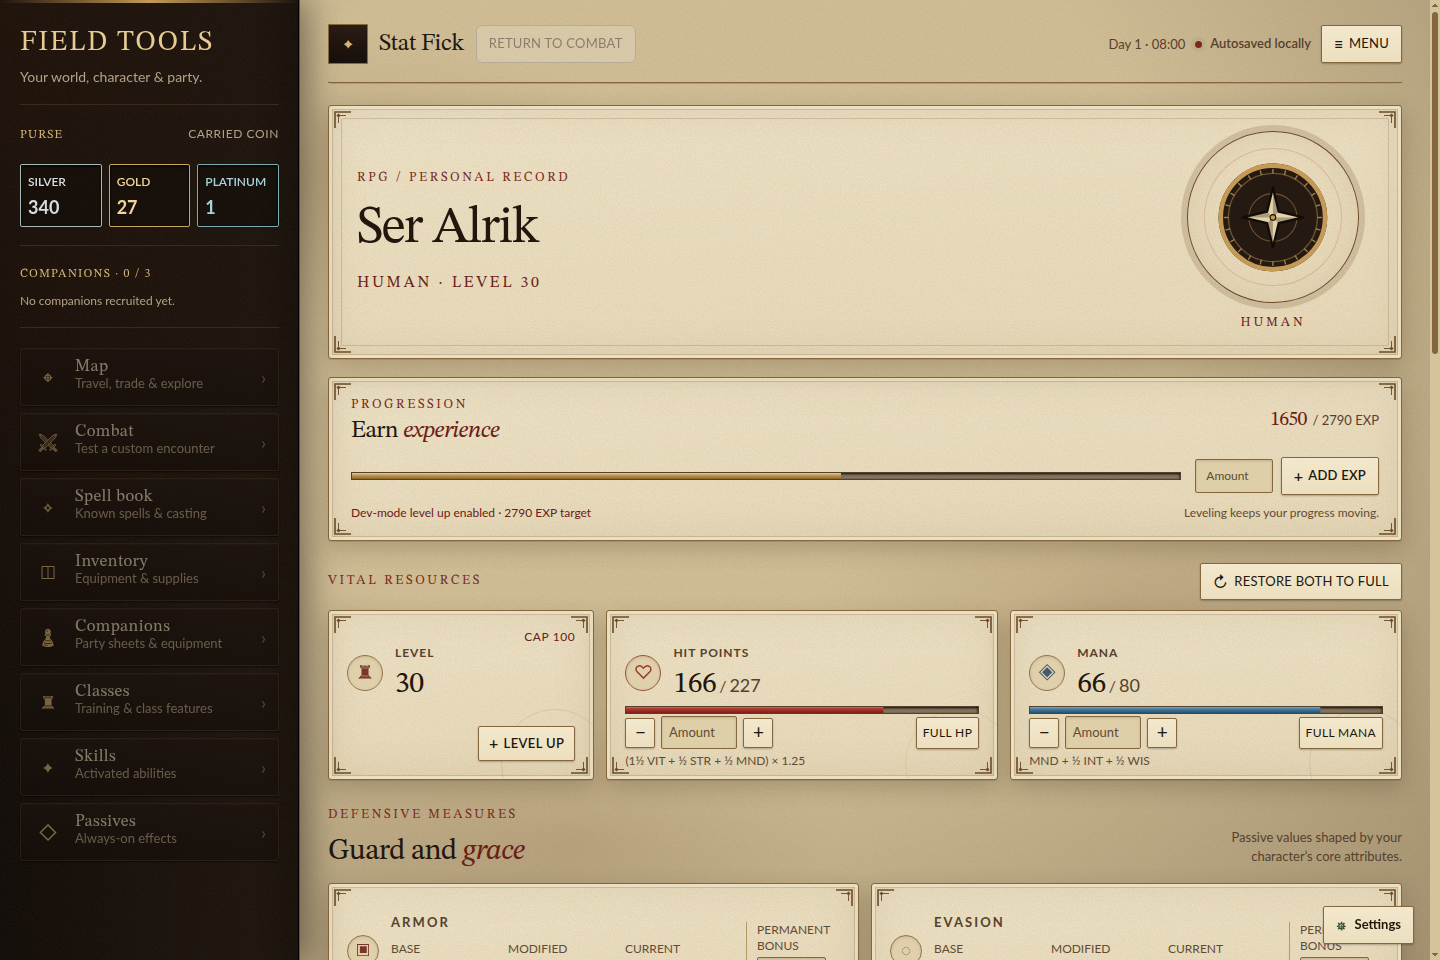 FIELD TOOLS
Your world, character & party.
PURSE
CARRIED COIN
SILVER
340
GOLD
27
PLATINUM
1
COMPANIONS · 0 / 3
No companions recruited yet.
Map
Travel, trade & explore
Combat
Test a custom encounter
Spell book
Known spells & casting
Inventory
Equipment & supplies
Companions
Party sheets & equipment
Classes
Training & class features
Skills
Activated abilities
Passives
Always-on effects
Stat Fick
RETURN TO COMBAT
Day 1 · 08:00
Autosaved locally
≡ MENU
RPG / PERSONAL RECORD
Ser Alrik
HUMAN · LEVEL 30
HUMAN
PROGRESSION
Earn experience
1650 / 2790 EXP
Amount
+ ADD EXP
Dev-mode level up enabled · 2790 EXP target
Leveling keeps your progress moving.
VITAL RESOURCES
RESTORE BOTH TO FULL
CAP 100
LEVEL
30
+ LEVEL UP
HIT POINTS
166 / 227
− Amount +
FULL HP
(1½ VIT + ½ STR + ½ MND) × 1.25
MANA
66 / 80
− Amount +
FULL MANA
MND + ½ INT + ½ WIS
DEFENSIVE MEASURES
Guard and grace
Passive values shaped by your
character's core attributes.
ARMOR
BASE
MODIFIED
CURRENT
PERMANENT
BONUS
EVASION
BASE
MODIFIED
CURRENT
BONUS
Settings